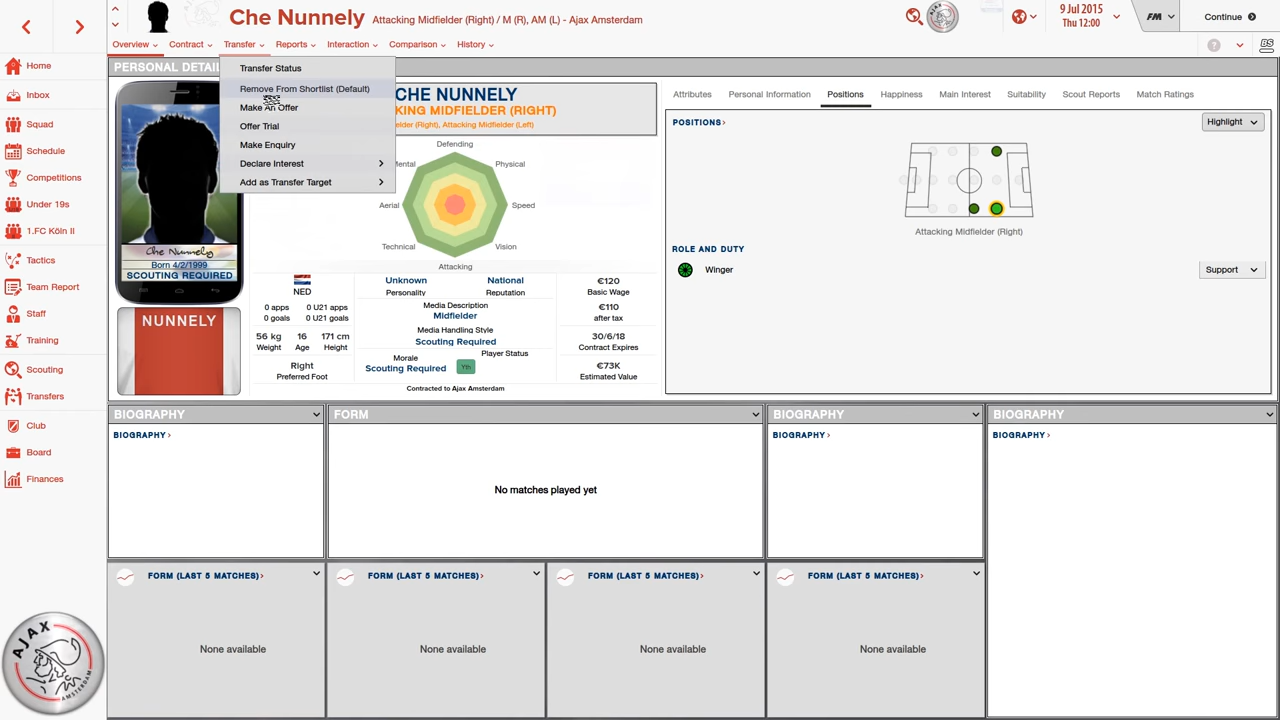 Che Nunnely Attacking Midfielder (Right) / M (R), AM (L) - Ajax Amsterdam
9 Jul 2015
Thu 12:00
FM
Continue
Overview Contract Transfer Reports Interaction Comparison History
Home
Inbox
Squad
Schedule
Competitions
Under 19s
1.FC Köln II
Tactics
Team Report
Staff
Training
Scouting
Transfers
Club
Board
Finances
AJAX
AMSTERDAM
PERSONAL DETAI
Transfer Status
Remove From Shortlist (Default)
Make An Offer
Offer Trial
Make Enquiry
Declare Interest
Add as Transfer Target
Che Nunnely
Born 4/2/1999
SCOUTING REQUIRED
NUNNELY
CHE NUNNELY
KING MIDFIELDER (RIGHT)
elder (Right), Attacking Midfielder (Left)
Defending
Mental
Physical
Aerial
Speed
Technical
Vision
Attacking
NED
0 apps 0 U21 apps
0 goals 0 U21 goals
56 kg 16 171 cm
Weight Age Height
Right
Preferred Foot
Unknown National
Personality Reputation
Media Description
Midfielder
Media Handling Style
Scouting Required
Morale Player Status
Scouting Required
Yth
€120
Basic Wage
€110
after tax
30/6/18
Contract Expires
€73K
Estimated Value
Contracted to Ajax Amsterdam
Attributes Personal Information Positions Happiness Main Interest Suitability Scout Reports Match Ratings
POSITIONS ›
Highlight
Attacking Midfielder (Right)
ROLE AND DUTY
Winger
Support
BIOGRAPHY FORM BIOGRAPHY BIOGRAPHY
BIOGRAPHY › BIOGRAPHY › BIOGRAPHY ›
No matches played yet
FORM (LAST 5 MATCHES) › FORM (LAST 5 MATCHES) › FORM (LAST 5 MATCHES) › FORM (LAST 5 MATCHES) ›
None available None available None available None available